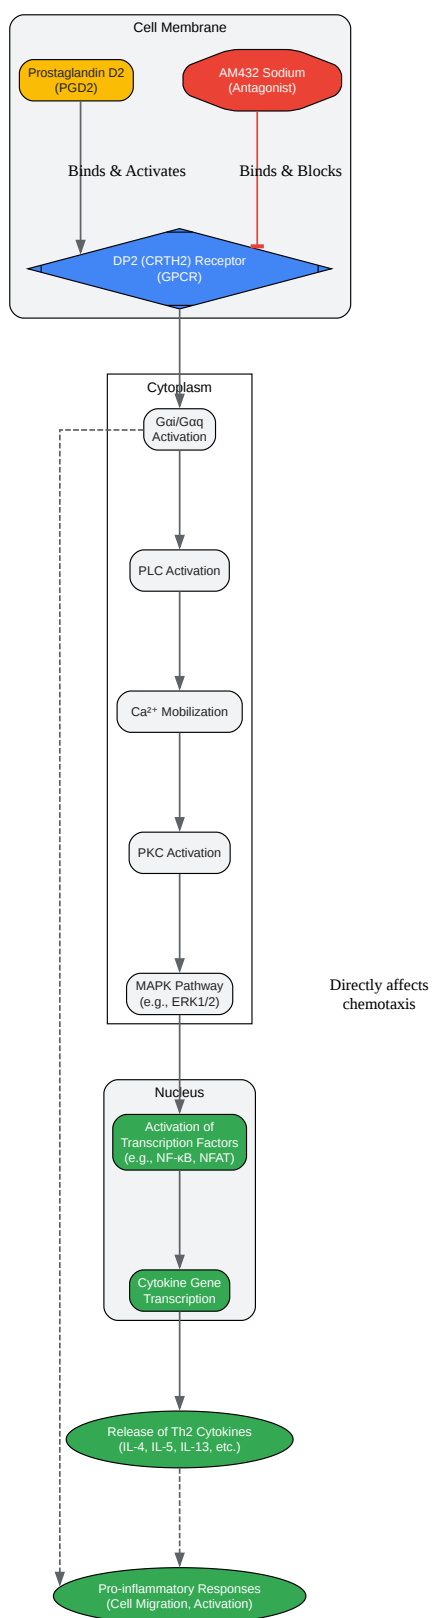 Cell Membrane
Prostaglandin D2
(PGD2)
AM432 Sodium
(Antagonist)
Binds & Activates
Binds & Blocks
DP2 (CRTH2) Receptor
(GPCR)
Cytoplasm
Gαi/Gαq
Activation
PLC Activation
Ca²⁺ Mobilization
PKC Activation
MAPK Pathway
(e.g., ERK1/2)
Directly affects
chemotaxis
Nucleus
Activation of
Transcription Factors
(e.g., NF-κB, NFAT)
Cytokine Gene
Transcription
Release of Th2 Cytokines
(IL-4, IL-5, IL-13, etc.)
Pro-inflammatory Responses
(Cell Migration, Activation)